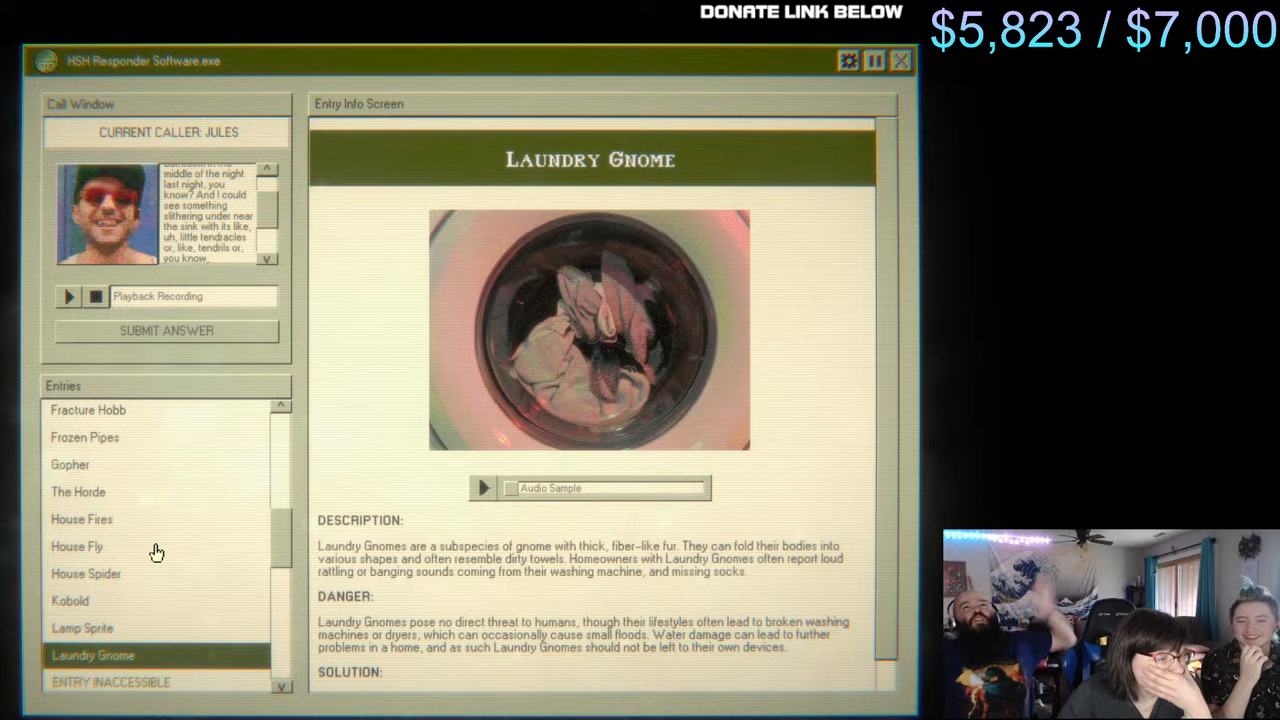 DONATE LINK BELOW
$5,823 / $7,000
HSH Responder Software.exe
Call Window
CURRENT CALLER: JULES
middle of the night
last night, you
know? And I could
see something
slithering under near
the sink with its like,
uh, little tendracles
or, like, tendrils or,
you know,
Playback Recording
SUBMIT ANSWER
Entries
Fracture Hobb
Frozen Pipes
Gopher
The Horde
House Fires
House Fly
House Spider
Kobold
Lamp Sprite
Laundry Gnome
ENTRY INACCESSIBLE
Entry Info Screen
LAUNDRY GNOME
Audio Sample
DESCRIPTION:
Laundry Gnomes are a subspecies of gnome with thick, fiber-like fur. They can fold their bodies into
various shapes and often resemble dirty towels. Homeowners with Laundry Gnomes often report loud
rattling or banging sounds coming from their washing machine, and missing socks.
DANGER:
Laundry Gnomes pose no direct threat to humans, though their lifestyles often lead to broken washing
machines or dryers, which can occasionally cause small floods. Water damage can lead to further
problems in a home, and as such Laundry Gnomes should not be left to their own devices.
SOLUTION: